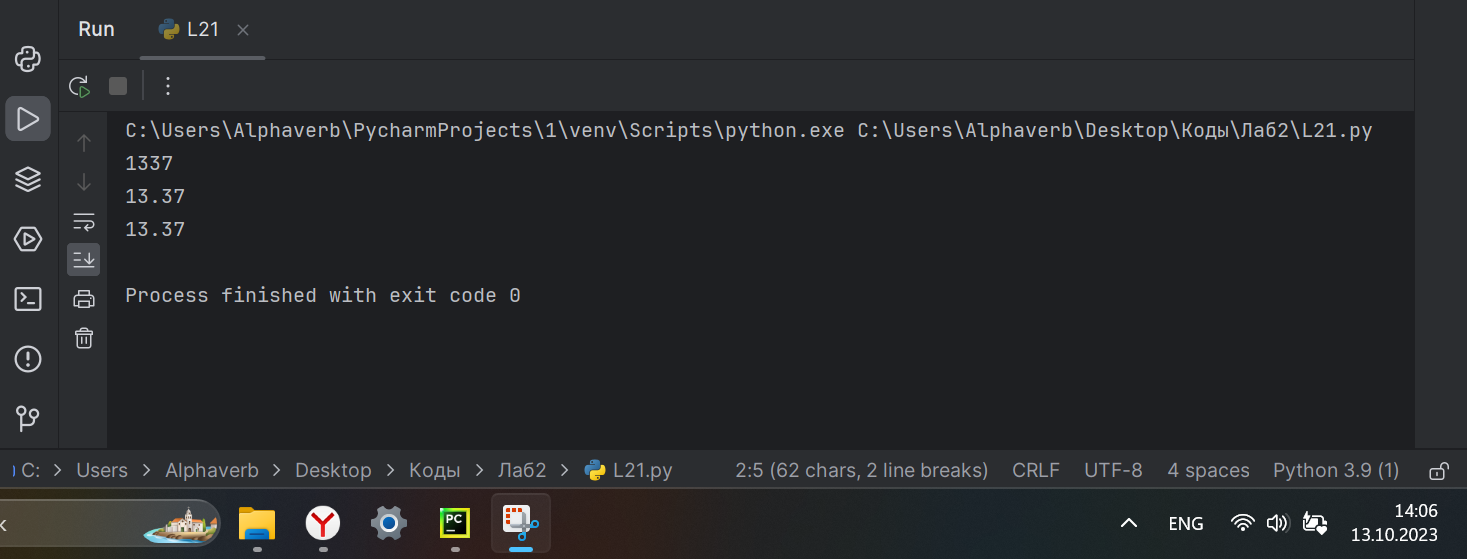 Run L21
C:\Users\Alphaverb\PycharmProjects\1\venv\Scripts\python.exe C:\Users\Alphaverb\Desktop\Коды\Лаб2\L21.py
1337
13.37
13.37
Process finished with exit code 0
C: > Users > Alphaverb > Desktop > Коды > Лаб2 > L21.py 2:5 (62 chars, 2 line breaks) CRLF UTF-8 4 spaces Python 3.9 (1)
PC
ENG
14:06
13.10.2023